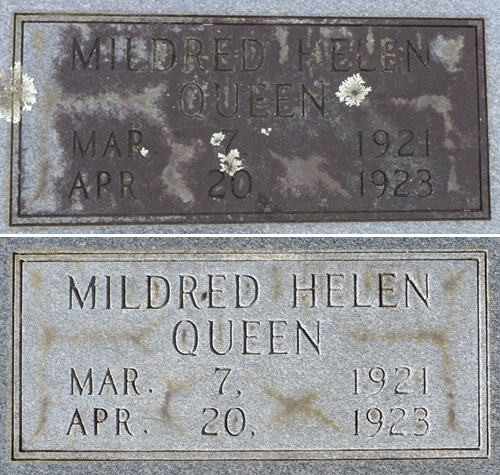 MILDRED HELEN
QUEEN
MAR. 7, 1921
APR 20, 1923
MILDRED HELEN
QUEEN
MAR. 7, 1921
APR. 20, 1923